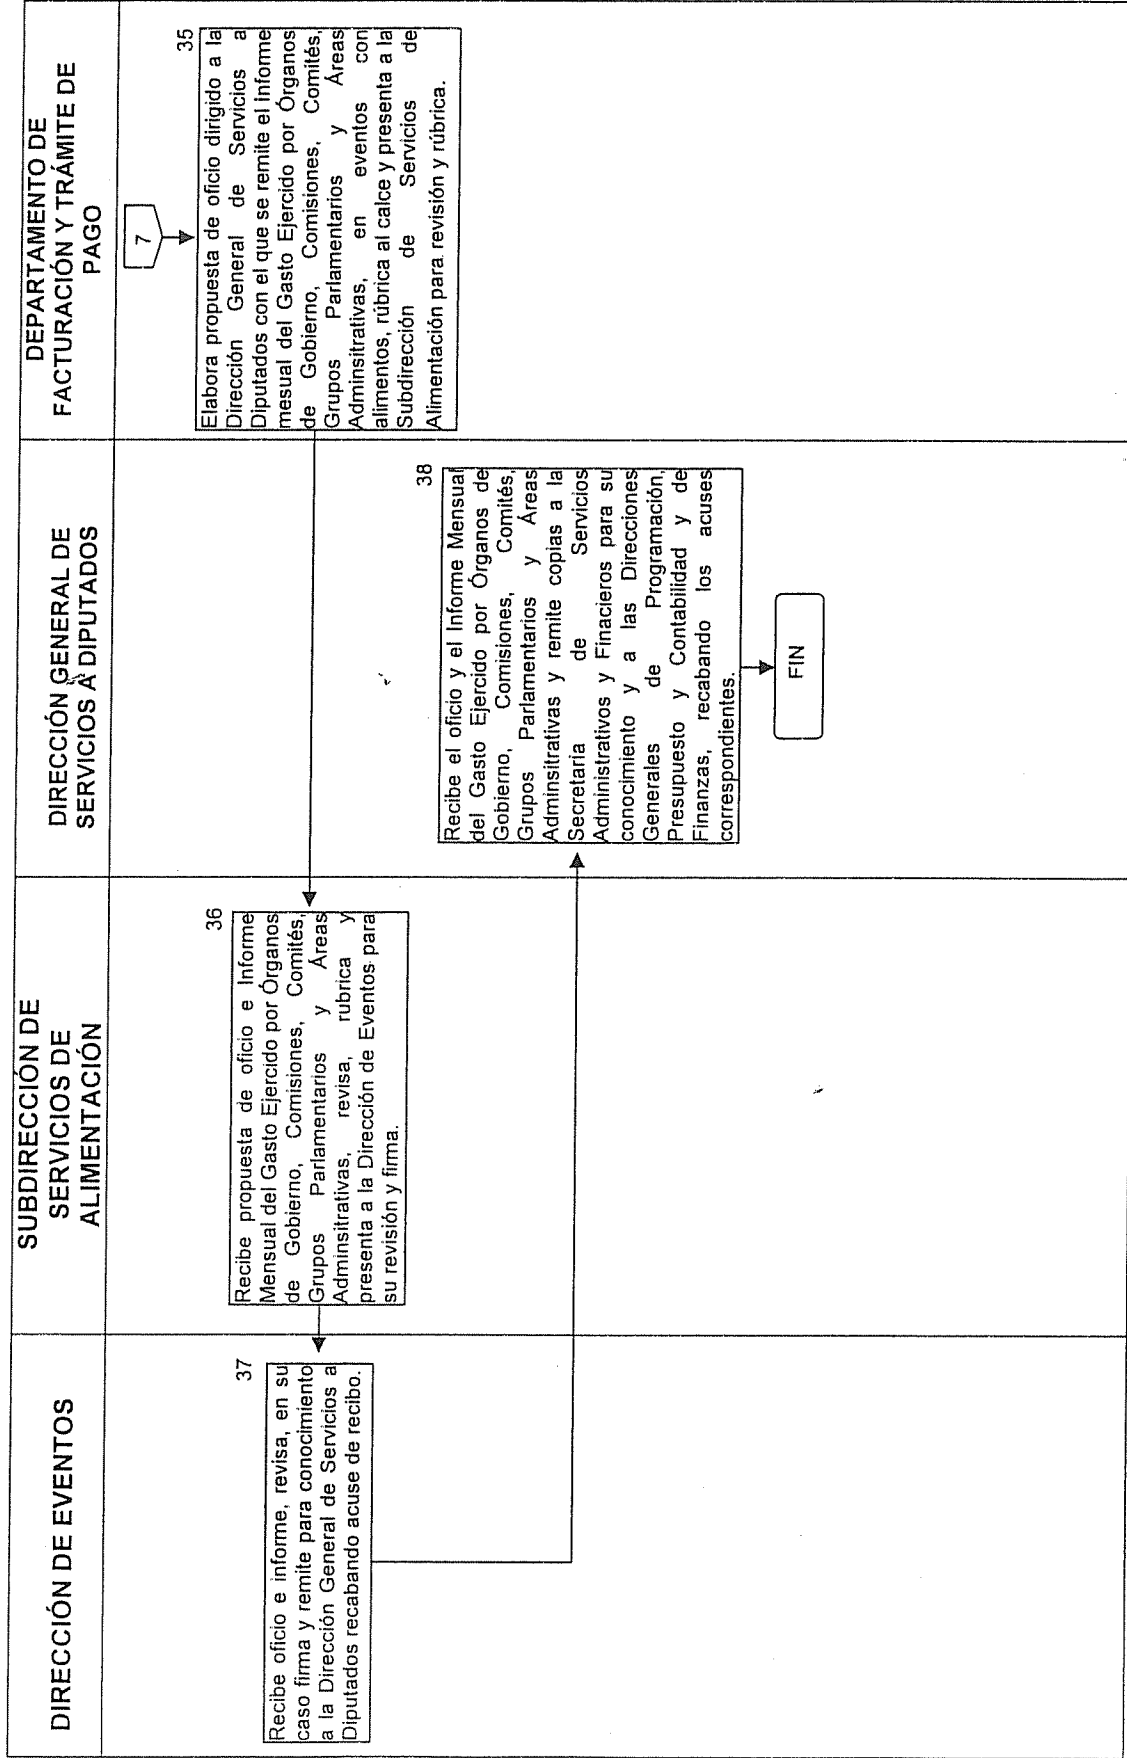 DIRECCIÓN DE EVENTOS
SUBDIRECCIÓN DE
SERVICIOS DE
ALIMENTACIÓN
DIRECCIÓN GENERAL DE
SERVICIOS A DIPUTADOS
DEPARTAMENTO DE
FACTURACIÓN Y TRÁMITE DE
PAGO
7
35
Elabora propuesta de oficio dirigido a la
Dirección General de Servicios a
Diputados con el que se remite el Informe
mesual del Gasto Ejercido por Órganos
de Gobierno, Comisiones, Comités,
Grupos Parlamentarios y Áreas
Adminsitrativas, en eventos con
alimentos, rúbrica al calce y presenta a la
Subdirección de Servicios de
Alimentación para revisión y rúbrica.
36
Recibe propuesta de oficio e Informe
Mensual del Gasto Ejercido por Órganos
de Gobierno, Comisiones, Comités,
Grupos Parlamentarios y Áreas
Adminsitrativas, revisa, rubrica y
presenta a la Dirección de Eventos para
su revisión y firma.
37
Recibe oficio e informe, revisa, en su
caso firma y remite para conocimiento
a la Dirección General de Servicios a
Diputados recabando acuse de recibo.
38
Recibe el oficio y el Informe Mensual
del Gasto Ejercido por Órganos de
Gobierno, Comisiones, Comités,
Grupos Parlamentarios y Áreas
Adminsitrativas y remite copias a la
Secretaria de Servicios
Administrativos y Finacieros para su
conocimiento y a las Direcciones
Generales de Programación,
Presupuesto y Contabilidad y de
Finanzas, recabando los acuses
correspondientes.
FIN